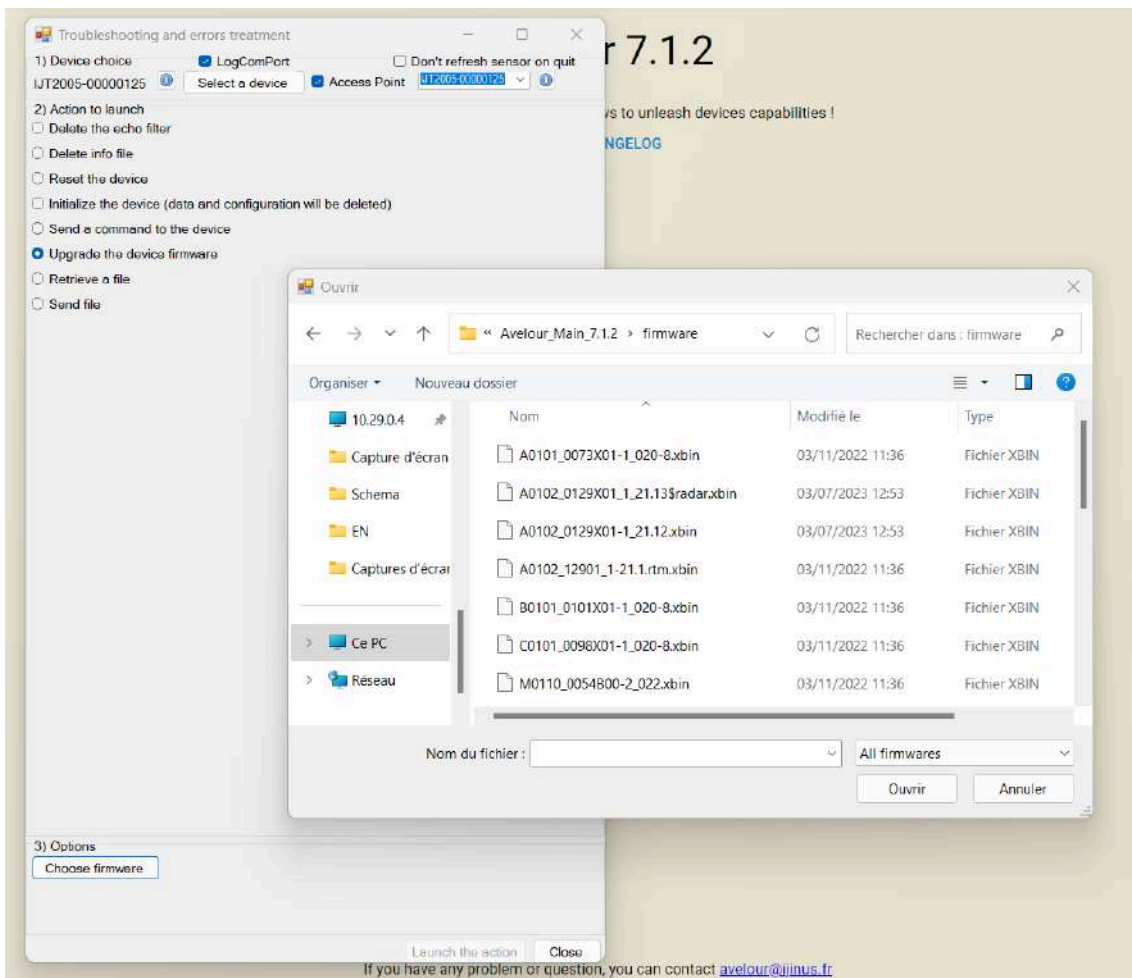 Troubleshooting and errors treatment
r 7.1.2
1) Device choice LogComPort Don't refresh sensor on quit
IJT2005-00000125 Select a device Access Point IJT2005-00000125
2) Action to launch
ys to unleash devices capabilities !
Delete the echo filter
NGELOG
Delete info file
Reset the device
Initialize the device (data and configuration will be deleted)
Send a command to the device
Upgrade the device firmware
Retrieve a file
Send file
Ouvrir
« Avelour_Main_7.1.2 > firmware Rechercher dans : firmware
Organiser Nouveau dossier
10.29.0.4
Capture d'écran
Schema
EN
Captures d'écran
Ce PC
Réseau
Nom Modifié le Type
A0101_0073X01-1_020-8.xbin 03/11/2022 11:36 Fichier XBIN
A0102_0129X01_1_21.13$radar.xbin 03/07/2023 12:53 Fichier XBIN
A0102_0129X01-1_21.12.xbin 03/07/2023 12:53 Fichier XBIN
A0102_12901_1-21.1.rtm.xbin 03/11/2022 11:36 Fichier XBIN
B0101_0101X01-1_020-8.xbin 03/11/2022 11:36 Fichier XBIN
C0101_0098X01-1_020-8.xbin 03/11/2022 11:36 Fichier XBIN
M0110_0054B00-2_022.xbin 03/11/2022 11:36 Fichier XBIN
Nom du fichier : All firmwares
Ouvrir Annuler
3) Options
Choose firmware
Launch the action Close
If you have any problem or question, you can contact avelour@ijinus.fr